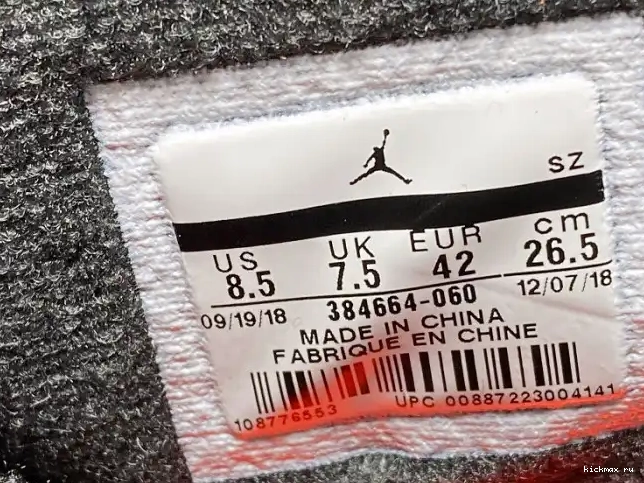 SZ
US UK EUR cm
8.5 7.5 42 26.5
09/19/18 384664-060 12/07/18
MADE IN CHINA
FABRIQUE EN CHINE
108776553 UPC 00887223004141
kickmax.ru